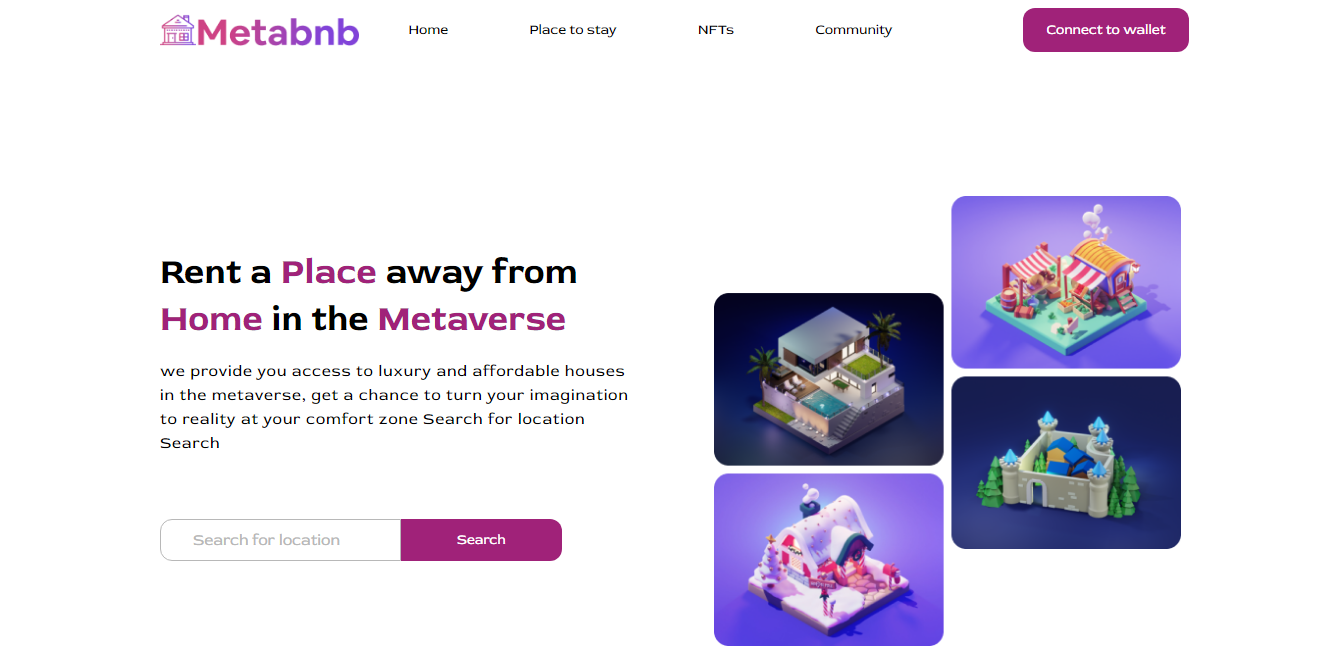 Metabnb
Home
Place to stay
NFTs
Community
Connect to wallet
Rent a Place away from
Home in the Metaverse
we provide you access to luxury and affordable houses
in the metaverse, get a chance to turn your imagination
to reality at your comfort zone Search for location
Search
Search for location
Search